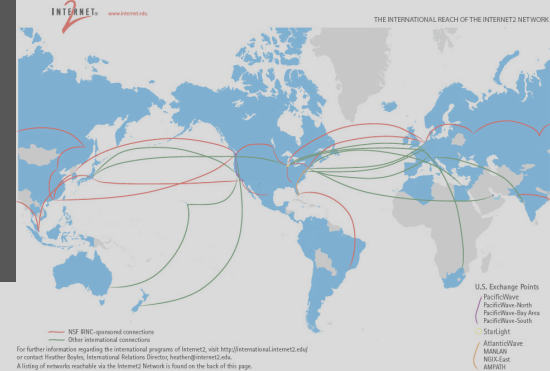 INTERNET 2
www.internet.edu
THE INTERNATIONAL REACH OF THE INTERNET2 NETWORK
U.S. Exchange Points
PacificWave
PacificWave-North
PacificWave-Bay Area
PacificWave-South
StarLight
AtlanticWave
MANLAN
NGIX-East
AMPATH
NSF IRNC-sponsored connections
Other international connections
For further information regarding the international programs of Internet2, visit http://international.internet2.edu/
or contact Heather Boyles, International Relations Director, heather@internet2.edu.
A listing of networks reachable via the Internet2 Network is found on the back of this page.